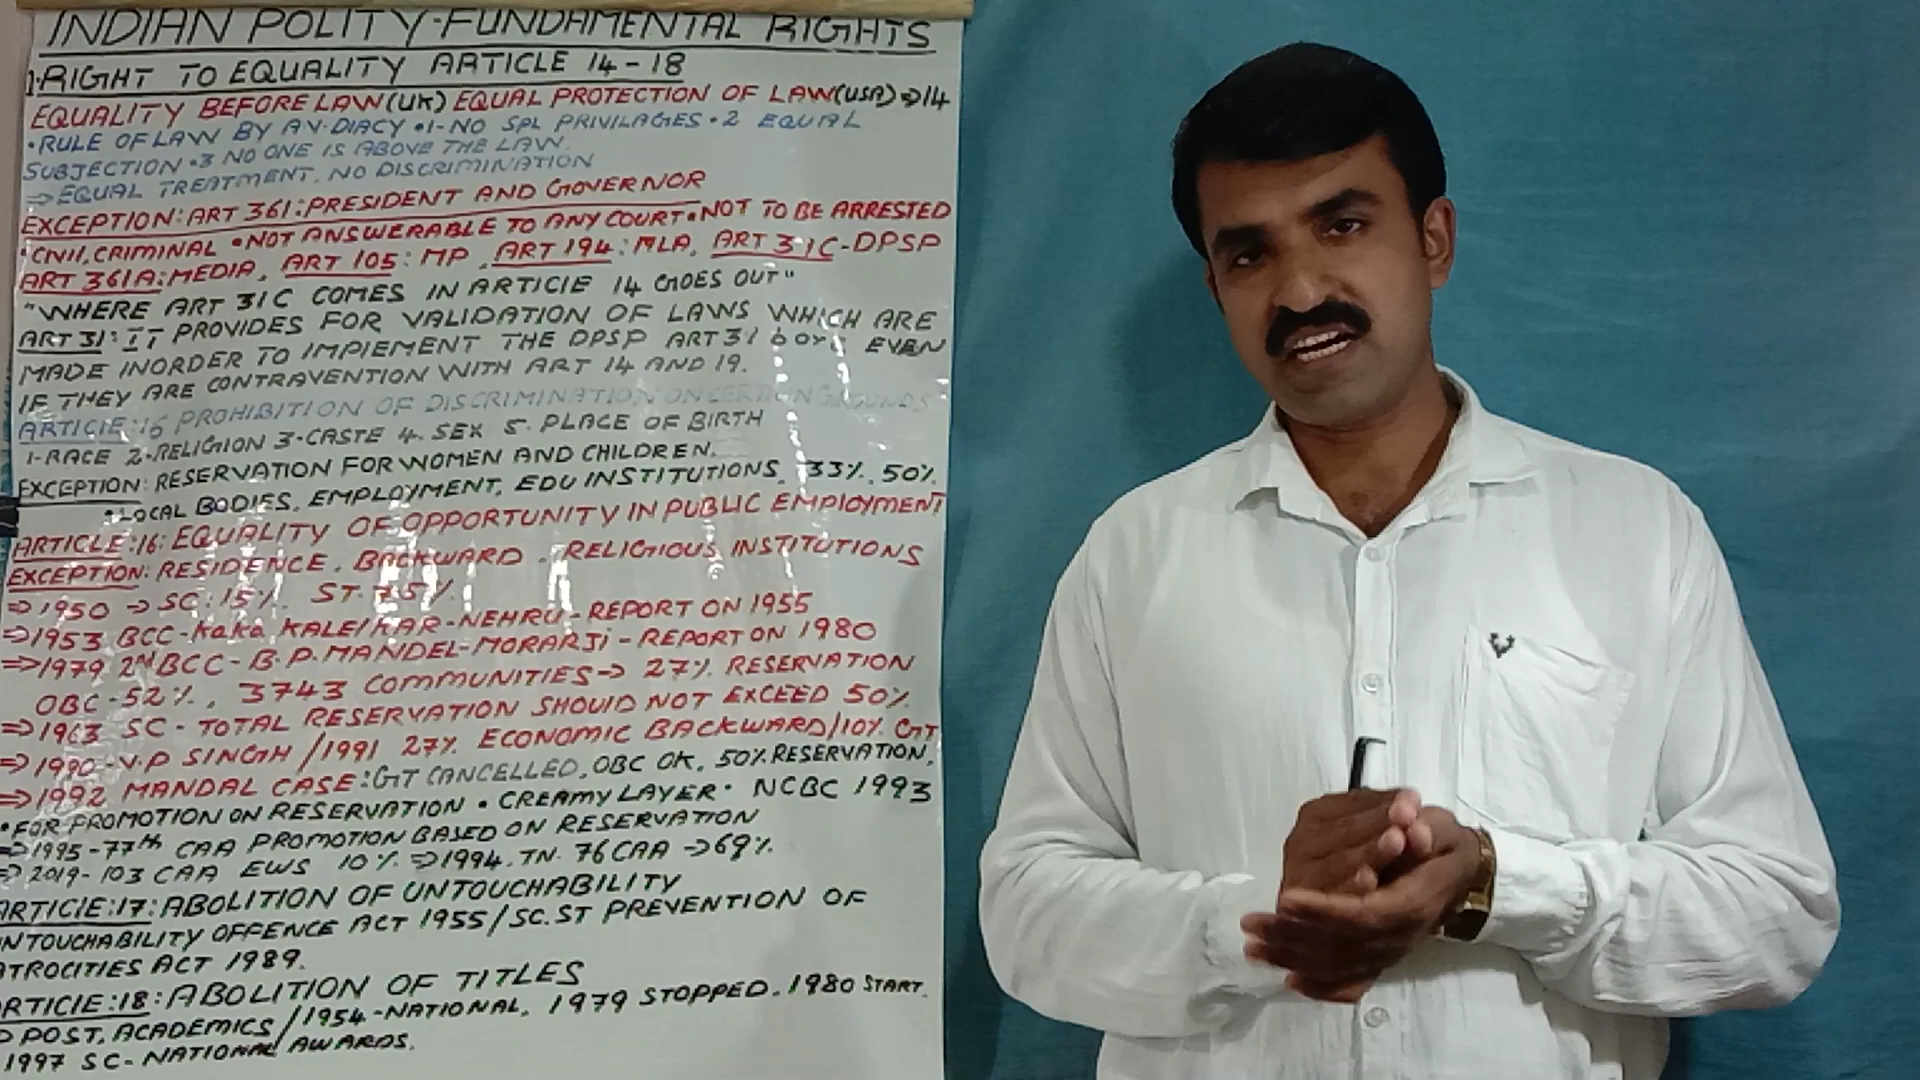 INDIAN POLITY-FUNDAMENTAL RIGHTS
1.RIGHT TO EQUALITY ARTICLE 14-18
EQUALITY BEFORE LAW(UK) EQUAL PROTECTION OF LAW(USA)⇒14
•RULE OF LAW BY AV-DIACY •1-NO SPL PRIVILAGES •2 EQUAL
SUBJECTION •3 NO ONE IS ABOVE THE LAW.
⇒EQUAL TREATMENT. NO DISCRIMINATION
EXCEPTION: ART 361: PRESIDENT AND GOVERNOR
•CIVIL, CRIMINAL •NOT ANSWERABLE TO ANY COURT•NOT TO BE ARRESTED
ART 361A: MEDIA, ART 105: MP, ART 194: MLA, ART 31C-DPSP
"WHERE ART 31C COMES IN ARTICLE 14 GOES OUT"
ART 31: IT PROVIDES FOR VALIDATION OF LAWS WHICH ARE
MADE INORDER TO IMPLEMENT THE DPSP ART 31 EVEN
IF THEY ARE CONTRAVENTION WITH ART 14 AND 19.
ARTICLE: PROHIBITION OF DISCRIMINATION ON CERTION GROUNDS
1-RACE 2-RELIGION 3-CASTE 4. SEX 5. PLACE OF BIRTH
EXCEPTION: RESERVATION FOR WOMEN AND CHILDREN.
•LOCAL BODIES, EMPLOYMENT, EDU INSTITUTIONS. 33%. 50%.
ARTICLE:16: EQUALITY OF OPPORTUNITY IN PUBLIC EMPLOYMENT
EXCEPTION: RESIDENCE. BACKWARD. RELIGIOUS INSTITUTIONS
⇒1950 → SC: 15%. ST.
⇒1953 BCC-Kaka KALELKAR-NEHRU-REPORT ON 1955
⇒1979 2nd BCC-B.P.MANDEL-MORARJI-REPORT ON 1980
OBC-52%, 3743 COMMUNITIES→ 27% RESERVATION
⇒1963 SC-TOTAL RESERVATION SHOULD NOT EXCEED 50%
⇒1990-V.P SINGH/1991 27% ECONOMIC BACKWARD/10% GT
⇒1992 MANDAL CASE: GT CANCELLED, OBC OK. 50% RESERVATION,
•FOR PROMOTION ON RESERVATION • CREAMY LAYER • NCBC 1993
⇒1995-77th CAA PROMOTION BASED ON RESERVATION
⇒2019-103 CAA EWS 10% ⇒1994. TN. 76 CAA →69%.
ARTICLE:17: ABOLITION OF UNTOUCHABILITY
UNTOUCHABILITY OFFENCE ACT 1955/SC.ST PREVENTION OF
ATROCITIES ACT 1989.
ARTICLE:18: ABOLITION OF TITLES
POST, ACADEMICS/1954-NATIONAL, 1979 STOPPED. 1980 START.
1997 SC-NATIONAL AWARDS.